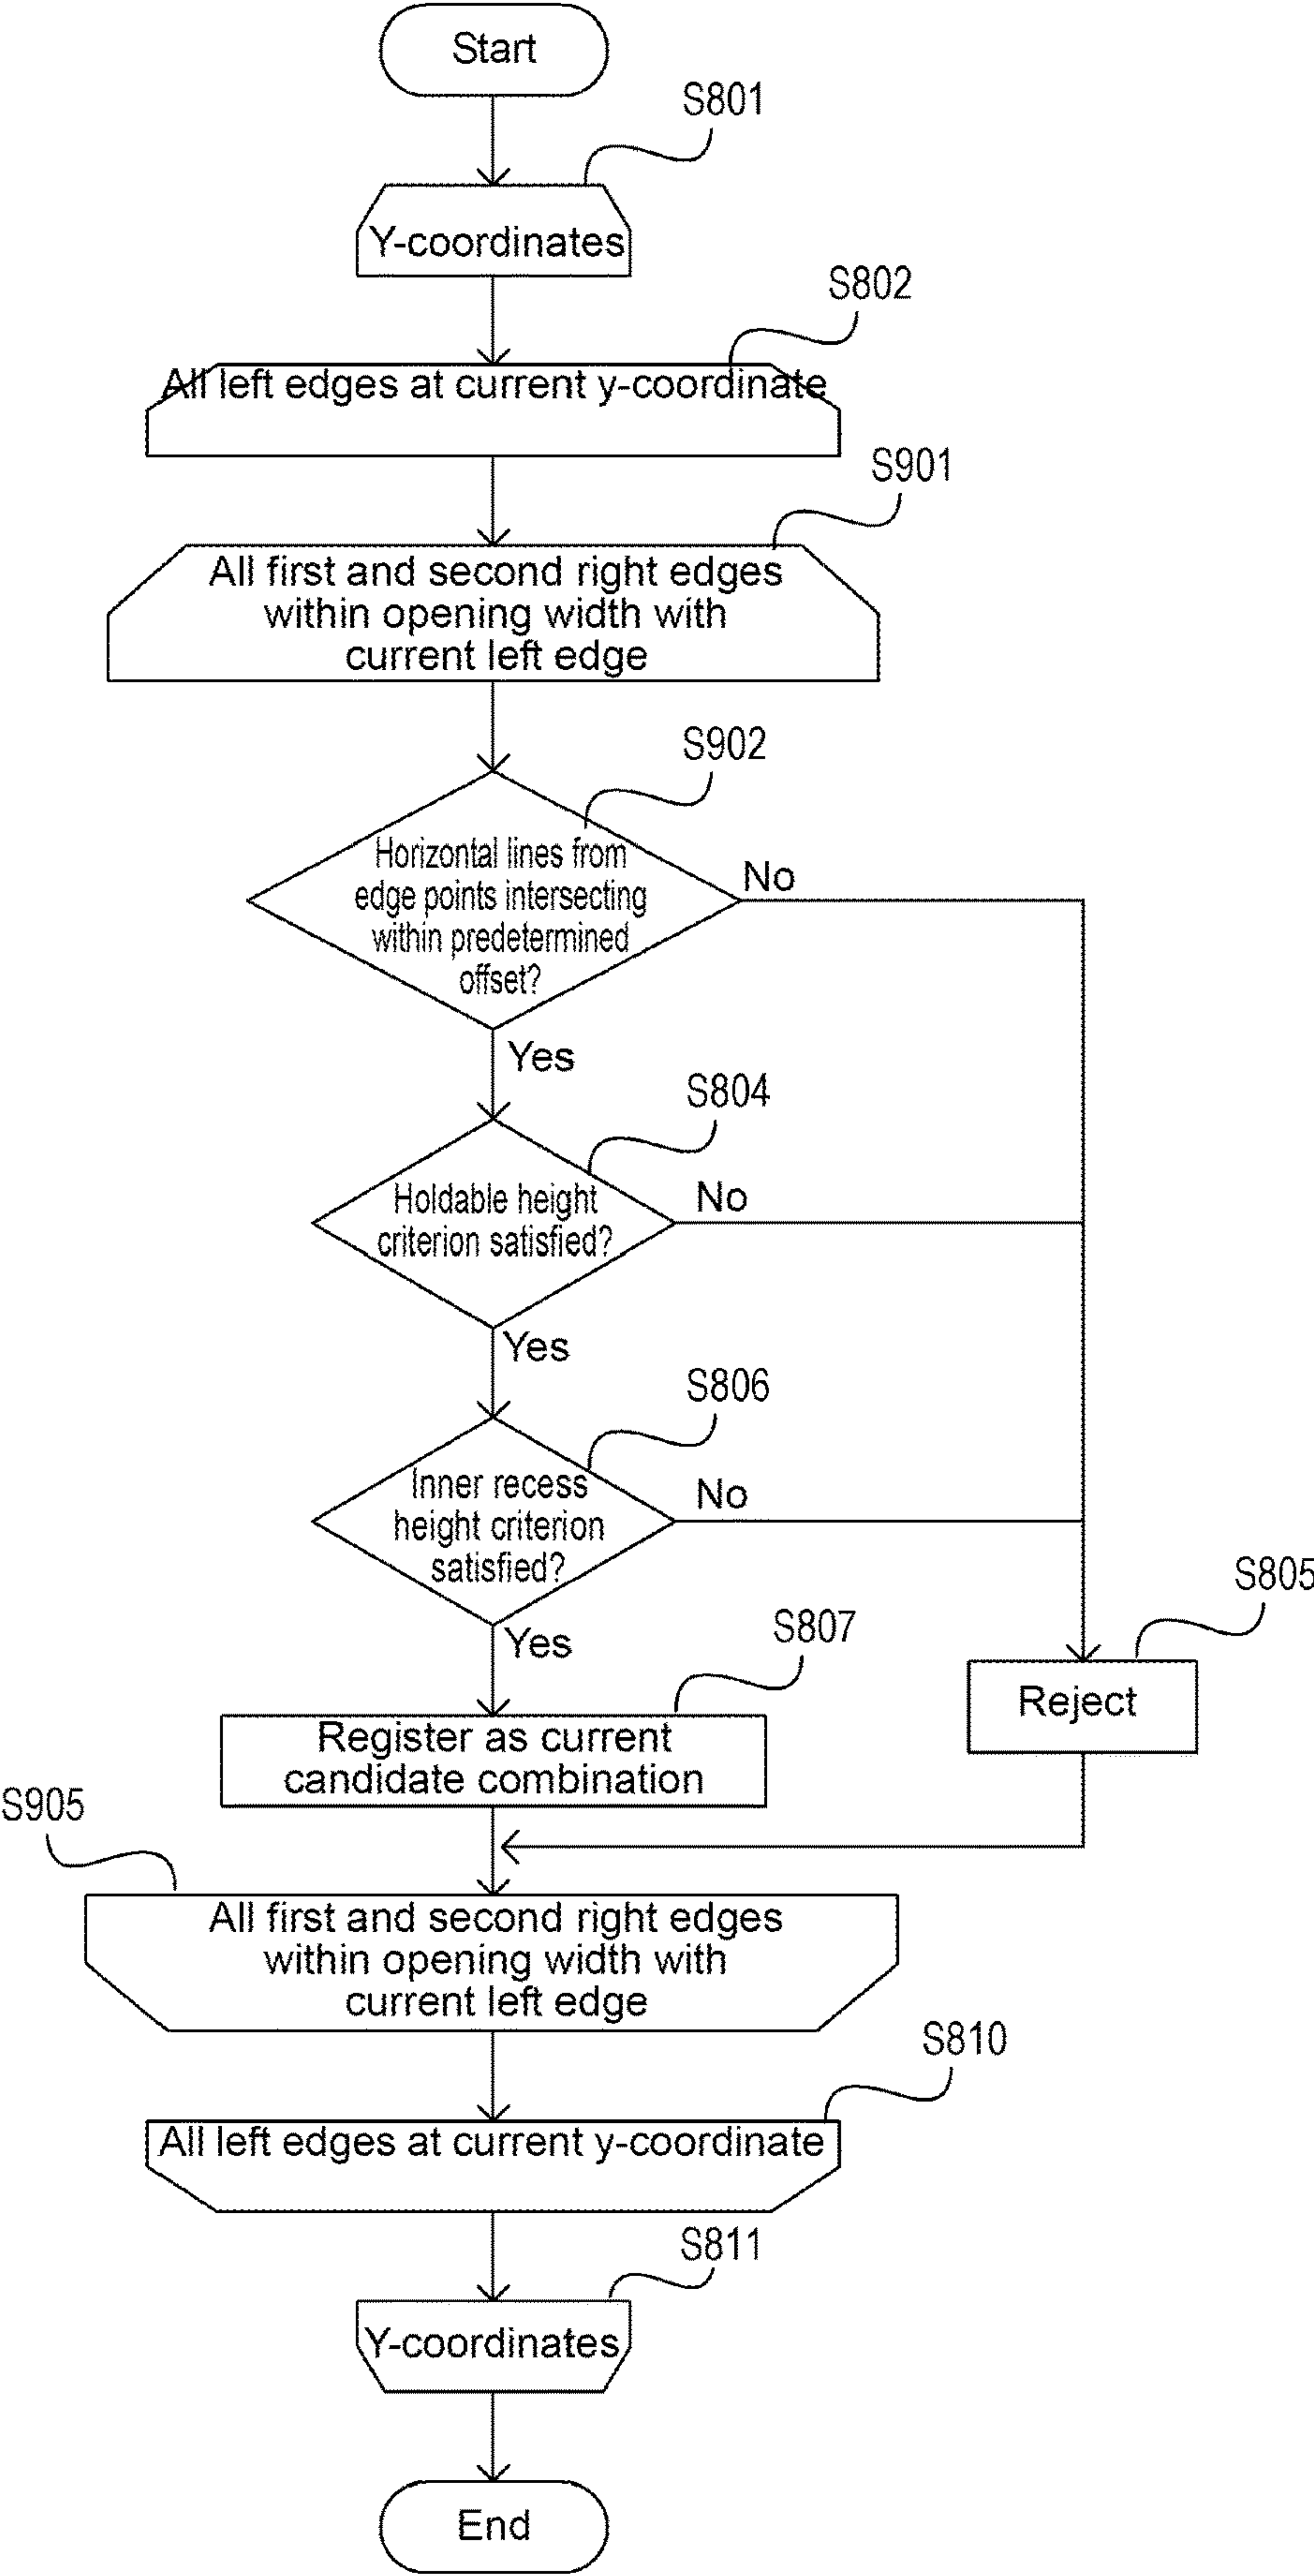 Start
S801
Y-coordinates
S802
All left edges at current y-coordinate
S901
All first and second right edges
within opening width with
current left edge
S902
Horizontal lines from
edge points intersecting
within predetermined
offset?
No
Yes
S804
Holdable height
criterion satisfied?
No
Yes
S806
Inner recess
height criterion
satisfied?
No
Yes
S805
Reject
S807
Register as current
candidate combination
S905
All first and second right edges
within opening width with
current left edge
S810
All left edges at current y-coordinate
S811
Y-coordinates
End